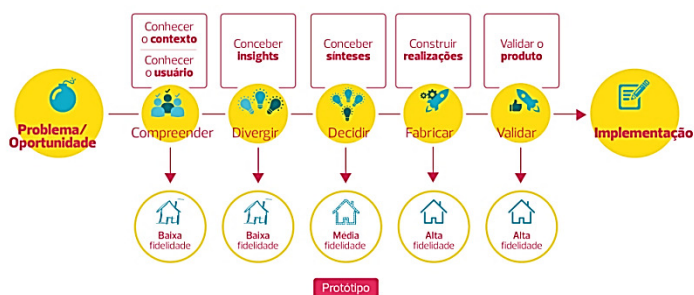 Conhecer
o contexto
Conhecer
o usuário
Conceber
insights
Conceber
sínteses
Construir
realizações
Validar o
produto
Problema/
Oportunidade
Compreender
Divergir
Decidir
Fabricar
Validar
Implementação
Baixa
fidelidade
Baixa
fidelidade
Média
fidelidade
Alta
fidelidade
Alta
fidelidade
Protótipo